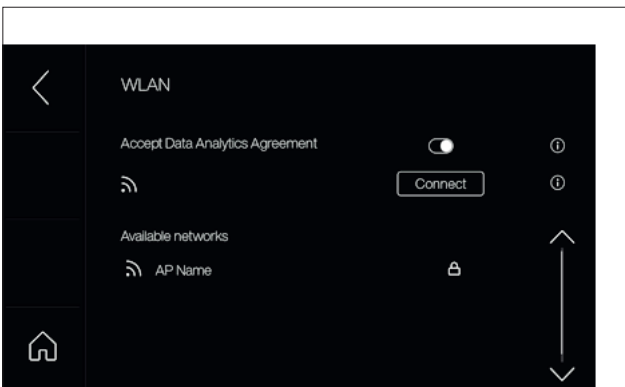 WLAN
Accept Data Analytics Agreement
Connect
Available networks
AP Name